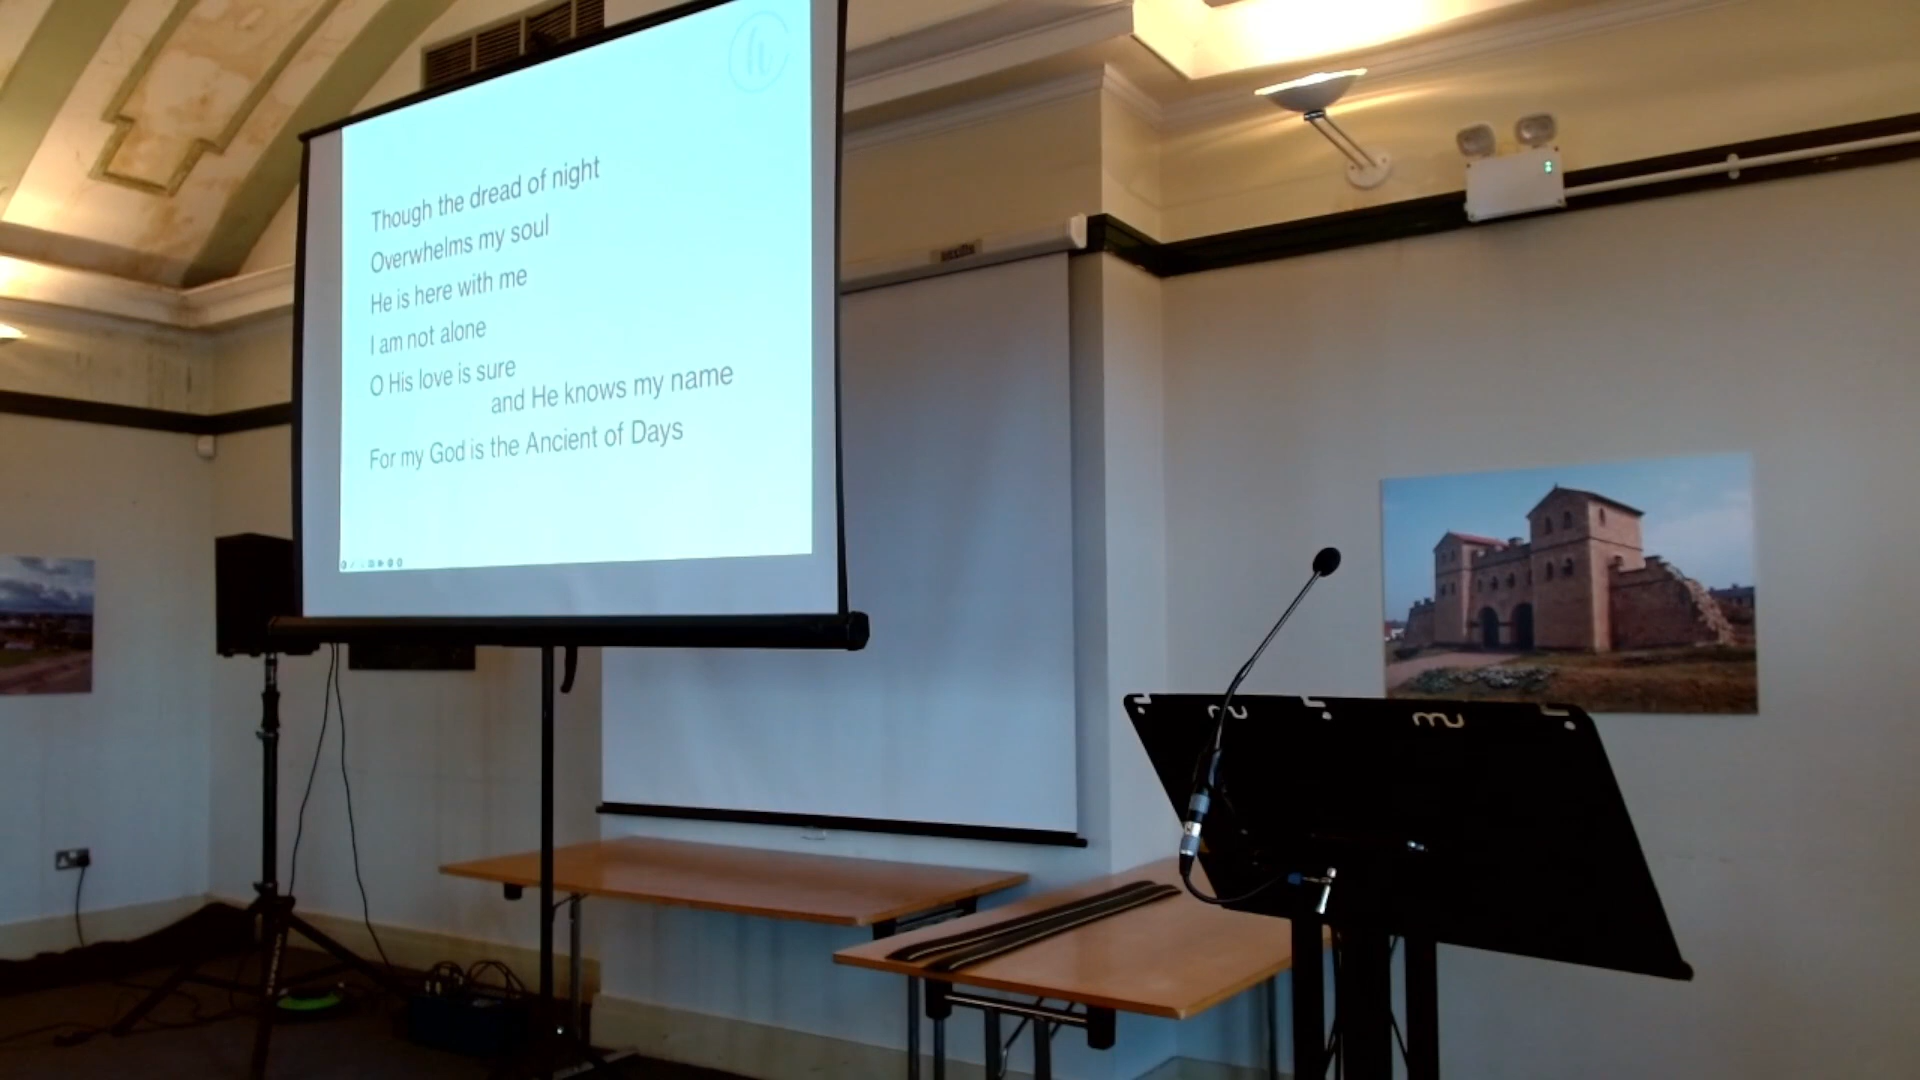 Though the dread of night
Overwhelms my soul
He is here with me
I am not alone
O His love is sure
and He knows my name
For my God is the Ancient of Days